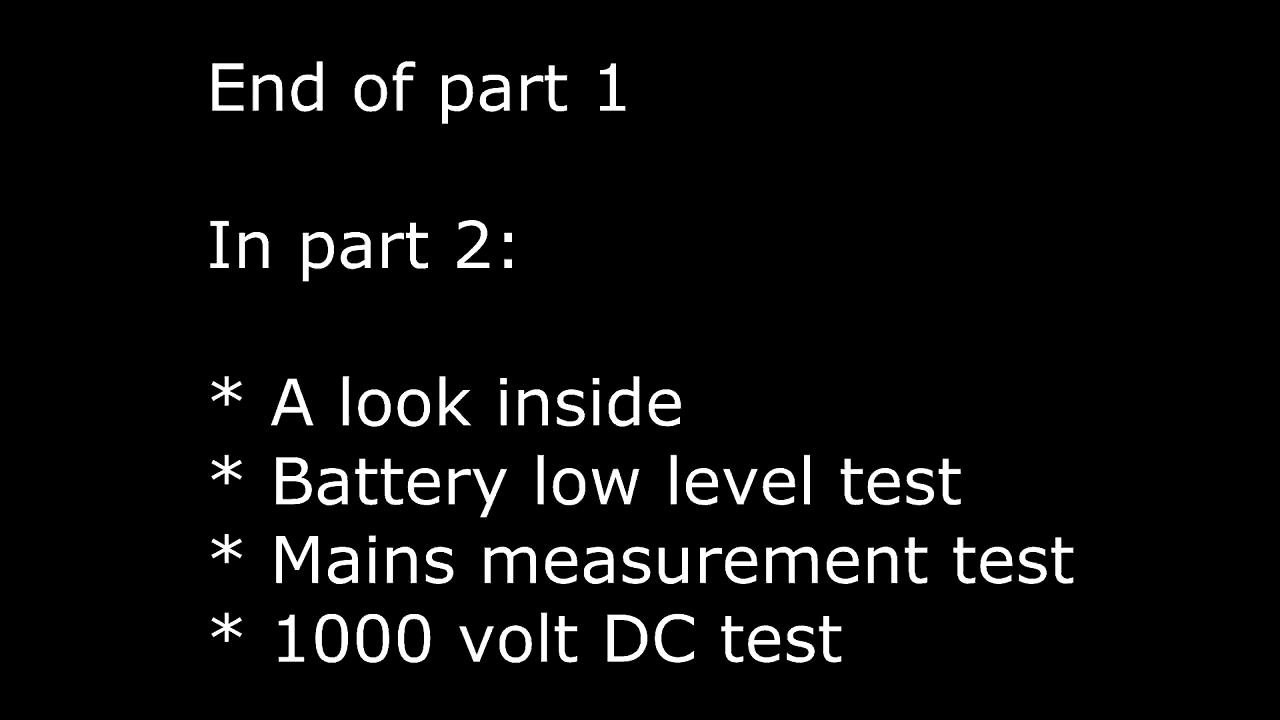 End of part 1
In part 2:
* A look inside
* Battery low level test
* Mains measurement test
* 1000 volt DC test